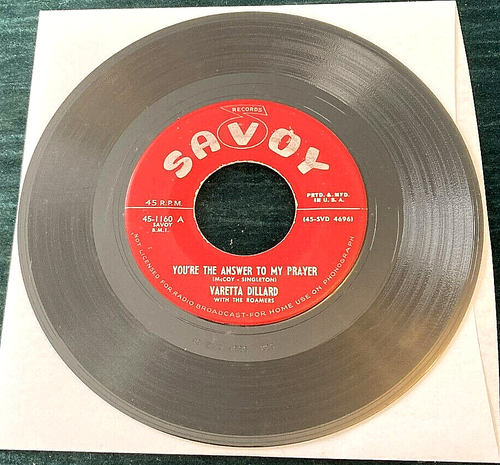 RECORDS
SAVOY
45 R.P.M.
PRTD. & MFD.
IN U.S.A.
45-1160 A
SAVOY
B.M.I.
(45-SVD 4696)
YOU'RE THE ANSWER TO MY PRAYER
(McCOY - SINGLETON)
VARETTA DILLARD
WITH THE ROAMERS
NOT LICENSED FOR RADIO BROADCAST-FOR HOME USE ON PHONOGRAPH